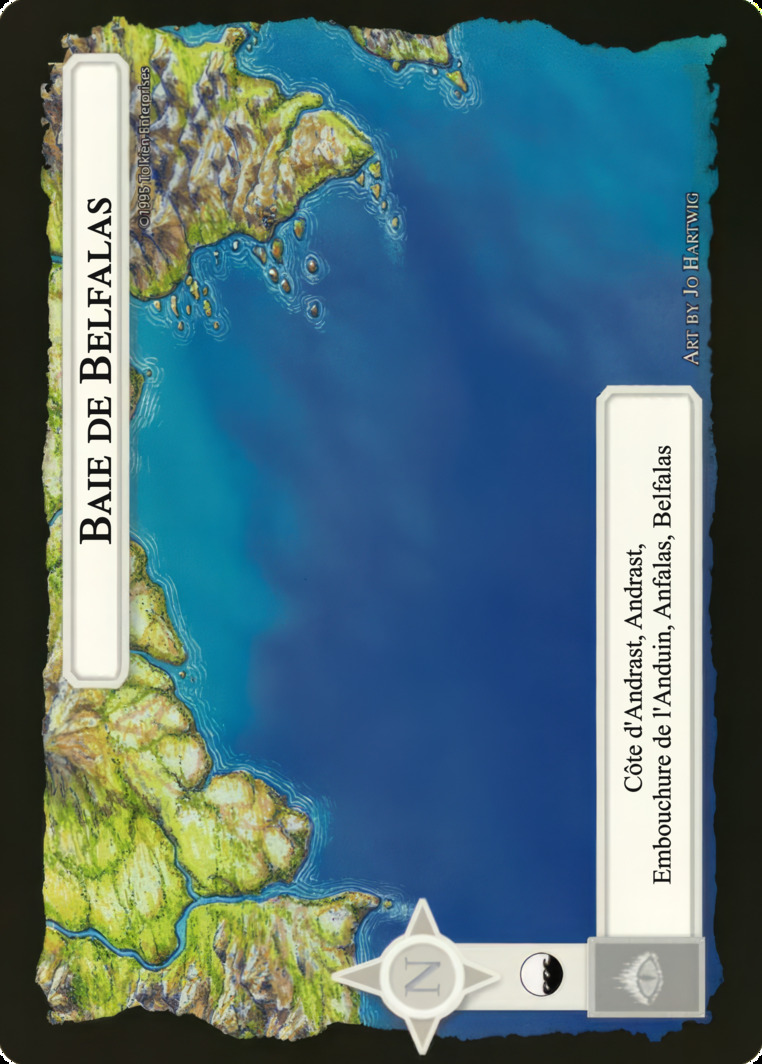 BAIE DE BELFALAS
©1995 Tolkien Enterprises
ART BY JO HARTWIG
Côte d'Andrast, Andrast,
Embouchure de l'Anduin, Anfalas, Belfalas
N